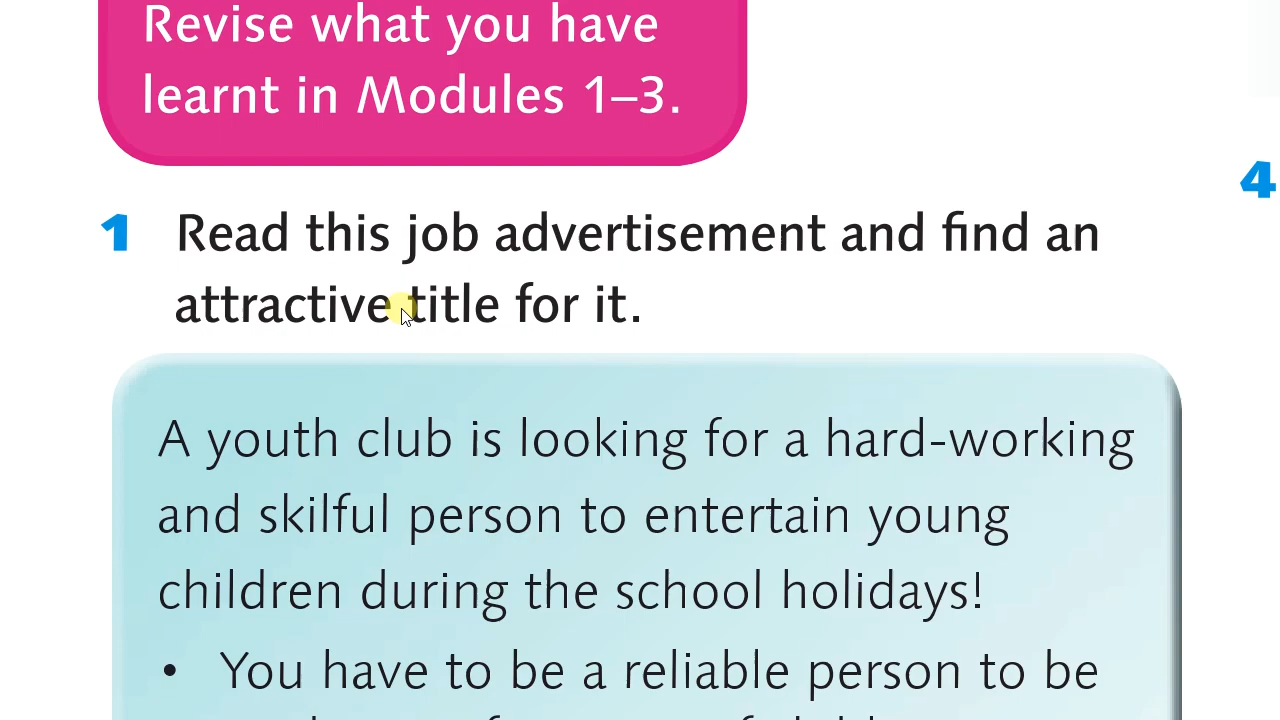 Revise what you have
learnt in Modules 1–3.
4
1 Read this job advertisement and find an
attractive title for it.
A youth club is looking for a hard-working
and skilful person to entertain young
children during the school holidays!
• You have to be a reliable person to be